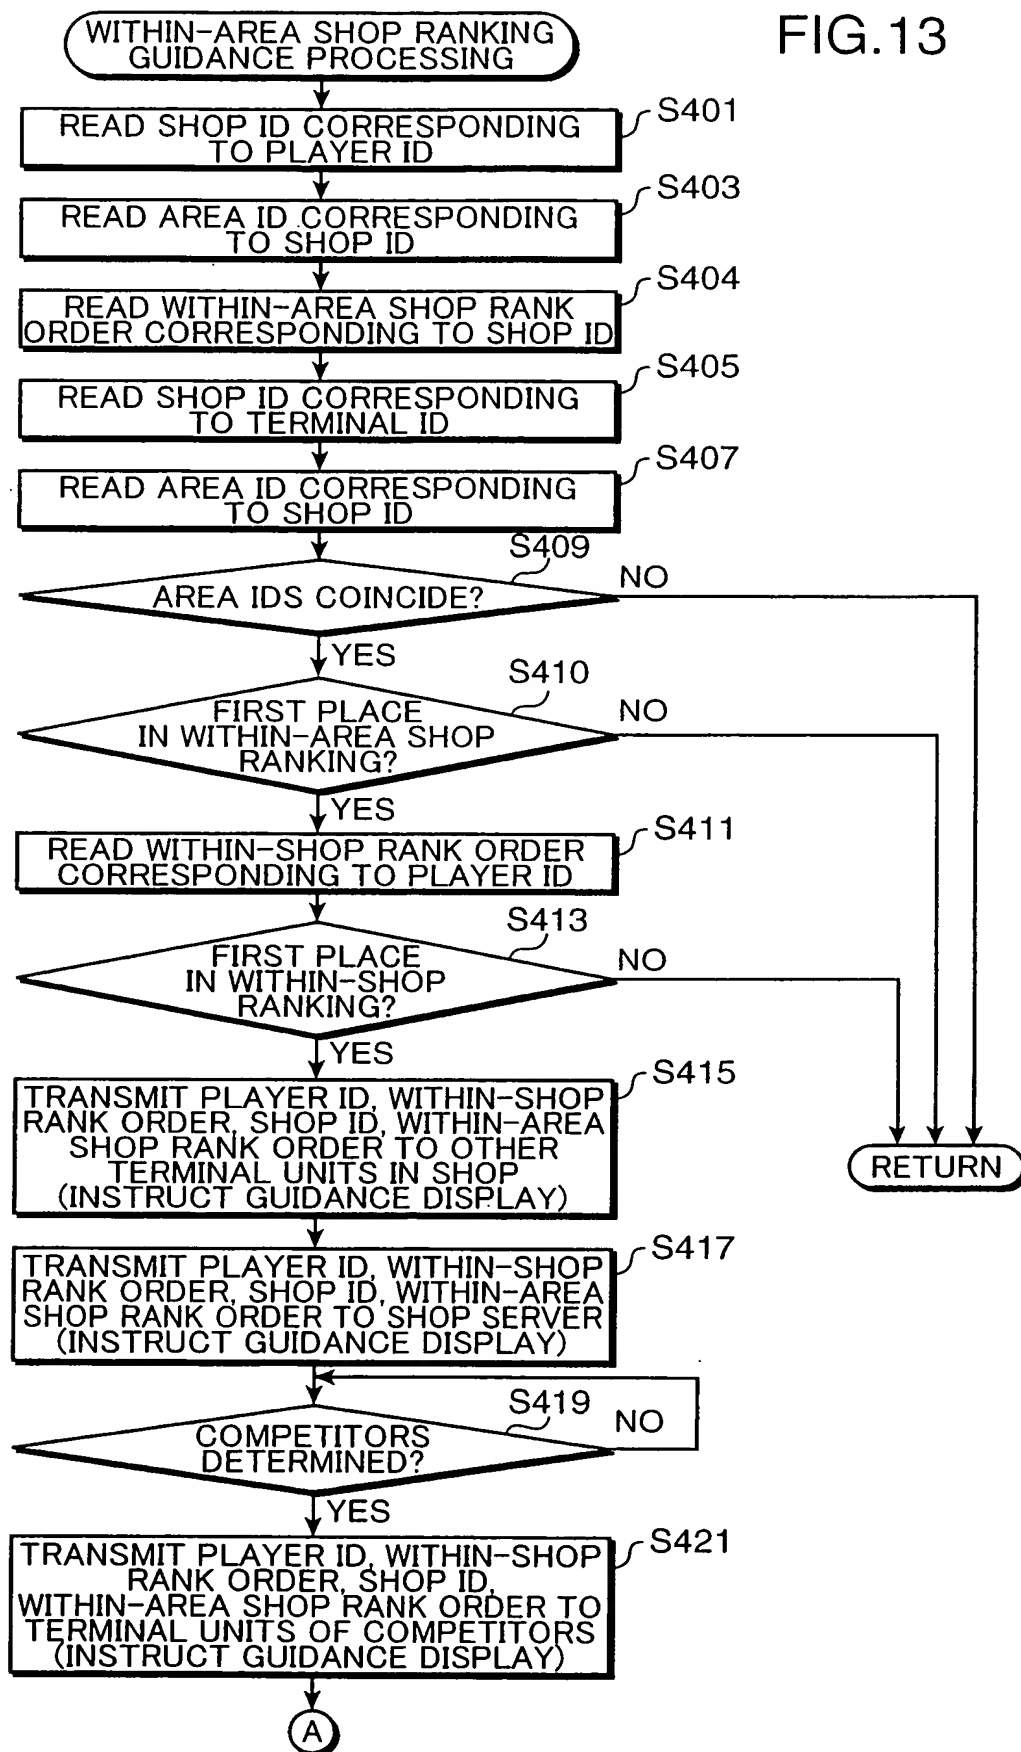 FIG.13
WITHIN-AREA SHOP RANKING
GUIDANCE PROCESSING
S401
READ SHOP ID CORRESPONDING
TO PLAYER ID
S403
READ AREA ID CORRESPONDING
TO SHOP ID
S404
READ WITHIN-AREA SHOP RANK
ORDER CORRESPONDING TO SHOP ID
S405
READ SHOP ID CORRESPONDING
TO TERMINAL ID
S407
READ AREA ID CORRESPONDING
TO SHOP ID
S409
AREA IDS COINCIDE?
NO
YES
S410
FIRST PLACE
IN WITHIN-AREA SHOP
RANKING?
NO
YES
S411
READ WITHIN-SHOP RANK ORDER
CORRESPONDING TO PLAYER ID
S413
FIRST PLACE
IN WITHIN-SHOP
RANKING?
NO
YES
S415
TRANSMIT PLAYER ID, WITHIN-SHOP
RANK ORDER, SHOP ID, WITHIN-AREA
SHOP RANK ORDER TO OTHER
TERMINAL UNITS IN SHOP
(INSTRUCT GUIDANCE DISPLAY)
RETURN
S417
TRANSMIT PLAYER ID, WITHIN-SHOP
RANK ORDER, SHOP ID, WITHIN-AREA
SHOP RANK ORDER TO SHOP SERVER
(INSTRUCT GUIDANCE DISPLAY)
S419
COMPETITORS
DETERMINED?
NO
YES
S421
TRANSMIT PLAYER ID, WITHIN-SHOP
RANK ORDER, SHOP ID,
WITHIN-AREA SHOP RANK ORDER TO
TERMINAL UNITS OF COMPETITORS
(INSTRUCT GUIDANCE DISPLAY)
A